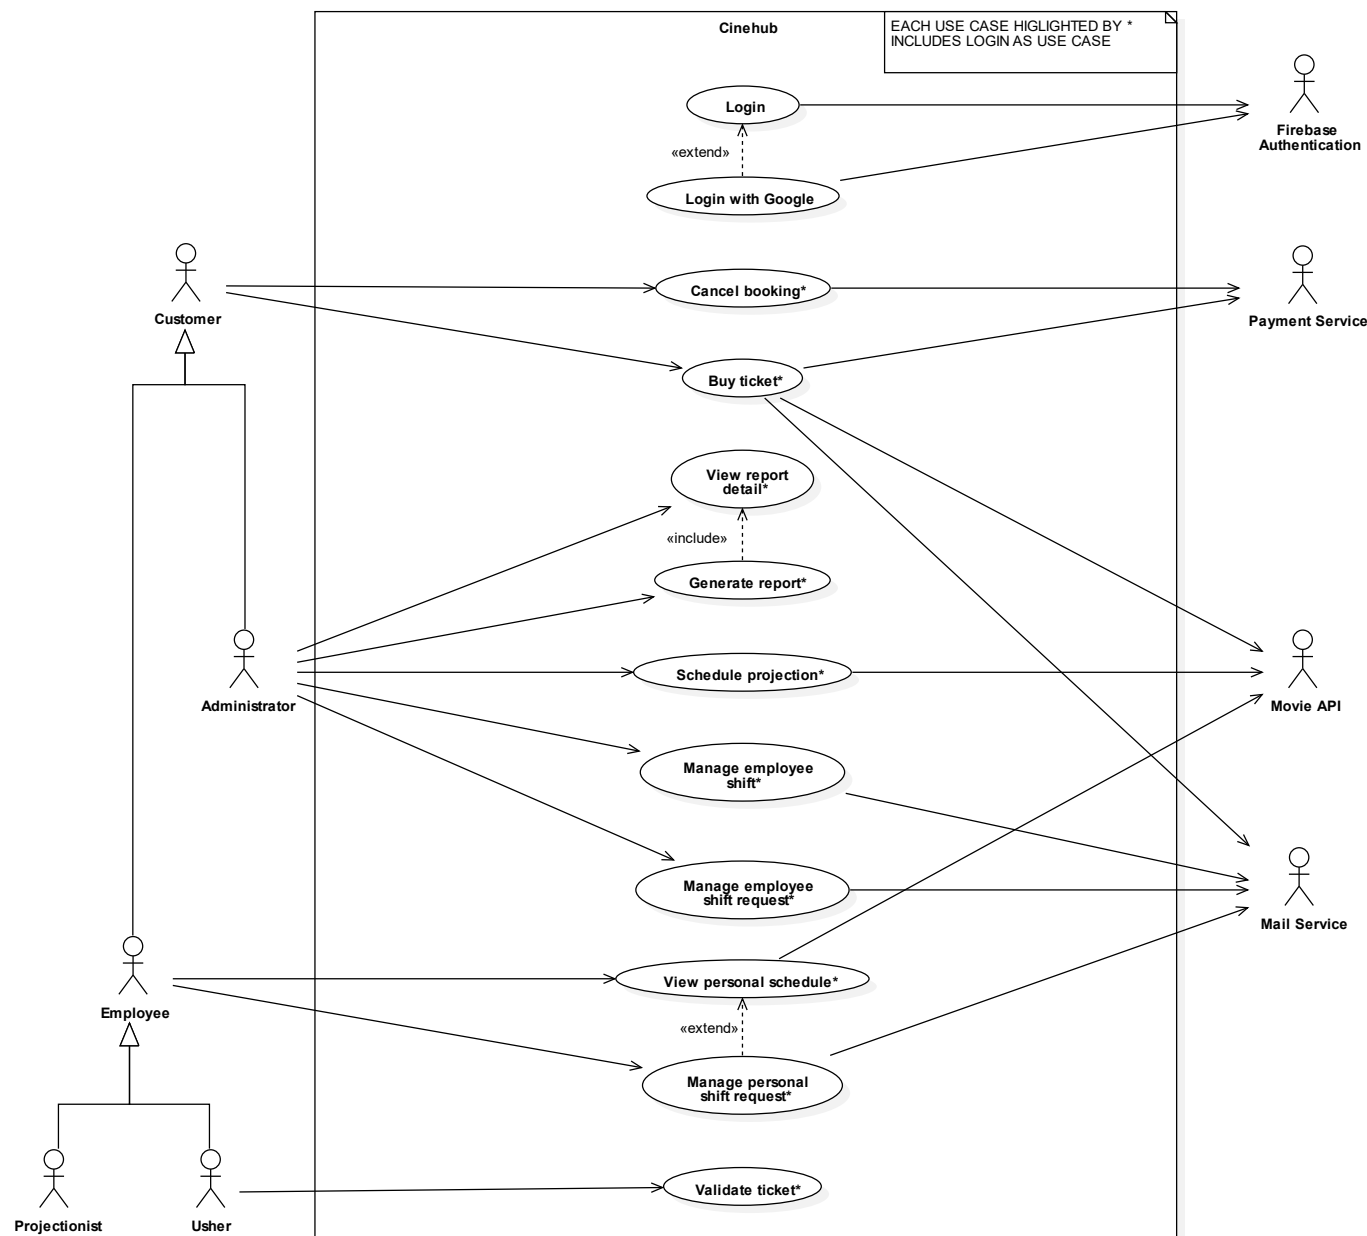 Cinehub
EACH USE CASE HIGLIGHTED BY *
INCLUDES LOGIN AS USE CASE
Login
Firebase
Authentication
«extend»
Login with Google
Customer
Cancel booking*
Payment Service
Buy ticket*
View report
detail*
«include»
Generate report*
Administrator
Schedule projection*
Movie API
Manage employee
shift*
Manage employee
shift request*
Mail Service
Employee
View personal schedule*
«extend»
Manage personal
shift request*
Projectionist
Usher
Validate ticket*